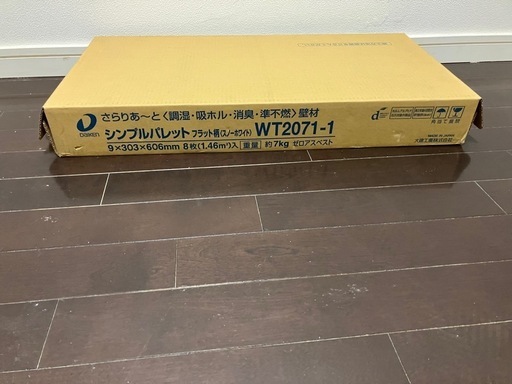 DAIKEN
さらりあ〜と〈調湿・吸ホル・消臭・準不燃〉壁材
シンプルパレット フラット柄(スノーホワイト) WT2071-1
9×303×606mm 8枚(1.46㎡)入 重量 約7kg ゼロアスベスト
MADE IN JAPAN
大建工業株式会社